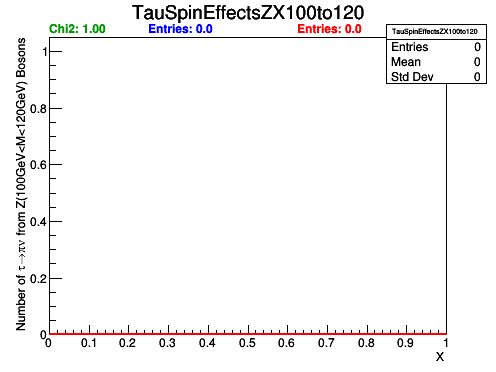 TauSpinEffectsZX100to120
Chi2: 1.00 Entries: 0.0 Entries: 0.0
TauSpinEffectsZX100to120
Entries 0
Mean 0
Std Dev 0
Number of τ→πν from Z(100GeV<M<120GeV) Bosons
1
0.8
0.6
0.4
0.2
0
0 0.1 0.2 0.3 0.4 0.5 0.6 0.7 0.8 0.9 1
X